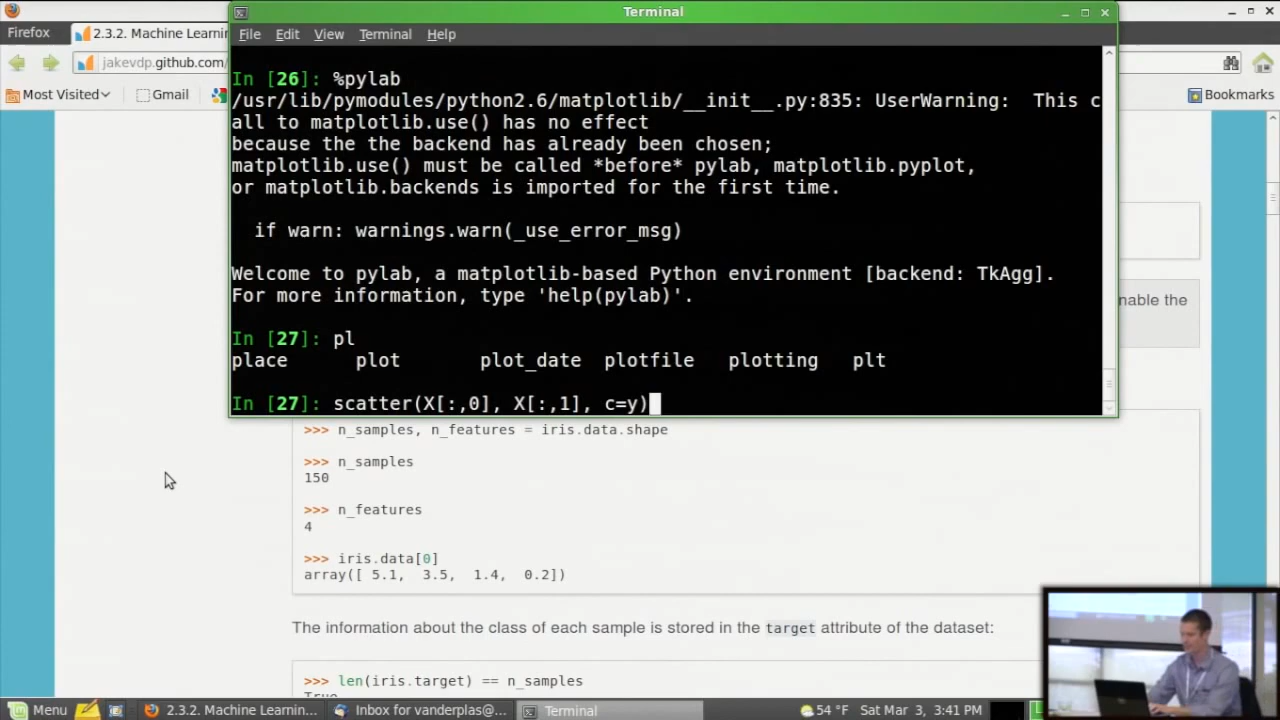 Terminal
Firefox
2.3.2. Machine Learni
File Edit View Terminal Help
jakevdp.github.com/
Most Visited
Gmail
Bookmarks
In [26]: %pylab
/usr/lib/pymodules/python2.6/matplotlib/__init__.py:835: UserWarning:  This c
all to matplotlib.use() has no effect
because the the backend has already been chosen;
matplotlib.use() must be called *before* pylab, matplotlib.pyplot,
or matplotlib.backends is imported for the first time.
if warn: warnings.warn(_use_error_msg)
Welcome to pylab, a matplotlib-based Python environment [backend: TkAgg].
For more information, type 'help(pylab)'.
nable the
In [27]: pl
place plot plot_date plotfile plotting plt
In [27]: scatter(X[:,0], X[:,1], c=y)
>>> n_samples, n_features = iris.data.shape
>>> n_samples
150
>>> n_features
4
>>> iris.data[0]
array([ 5.1,  3.5,  1.4,  0.2])
The information about the class of each sample is stored in the target attribute of the dataset:
>>> len(iris.target) == n_samples
True
Menu
2.3.2. Machine Learnin...
Inbox for vanderplas@...
Terminal
54 °F
Sat Mar 3, 3:41 PM